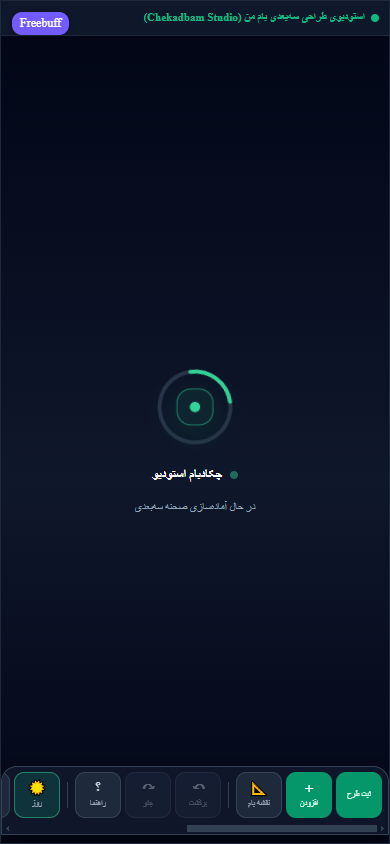 استودیوی طراحی سه‌بعدی بام من (Chekadbam Studio)
Freebuff
چکادبام استودیو
در حال آماده‌سازی صحنه سه‌بعدی
ثبت طرح
+
افزودن
نقشه بام
برگشت
جلو
؟
راهنما
روز